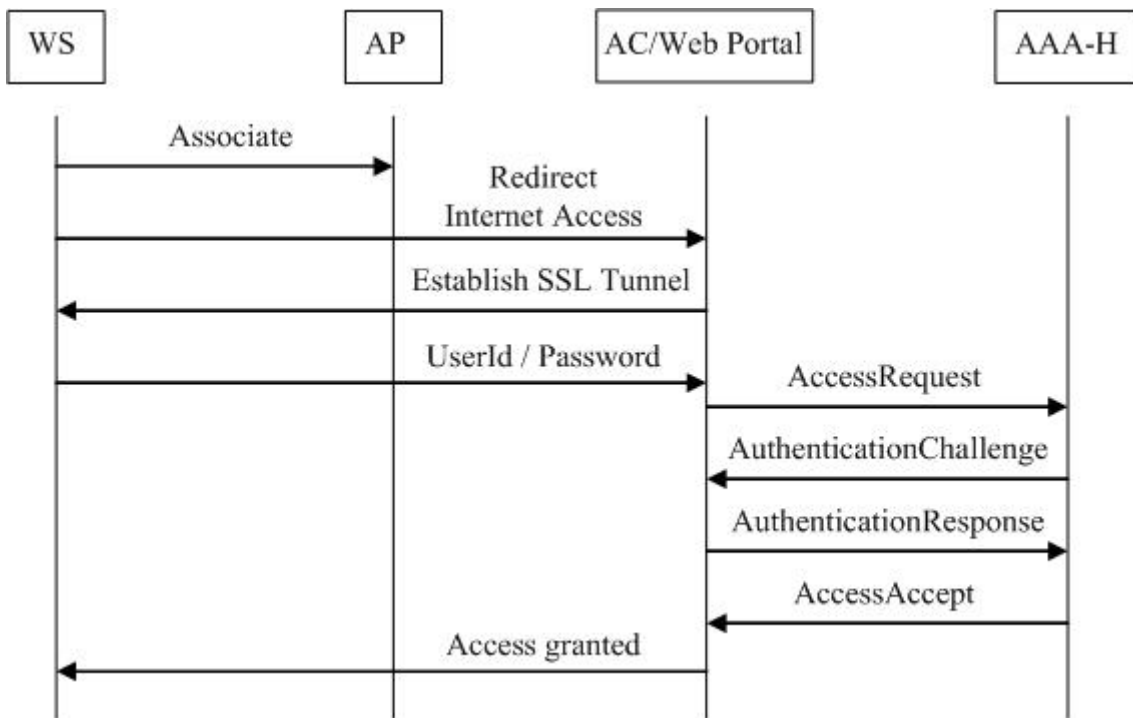 WS
AP
AC/Web Portal
AAA-H
Associate
Redirect
Internet Access
Establish SSL Tunnel
UserId / Password
AccessRequest
AuthenticationChallenge
AuthenticationResponse
AccessAccept
Access granted